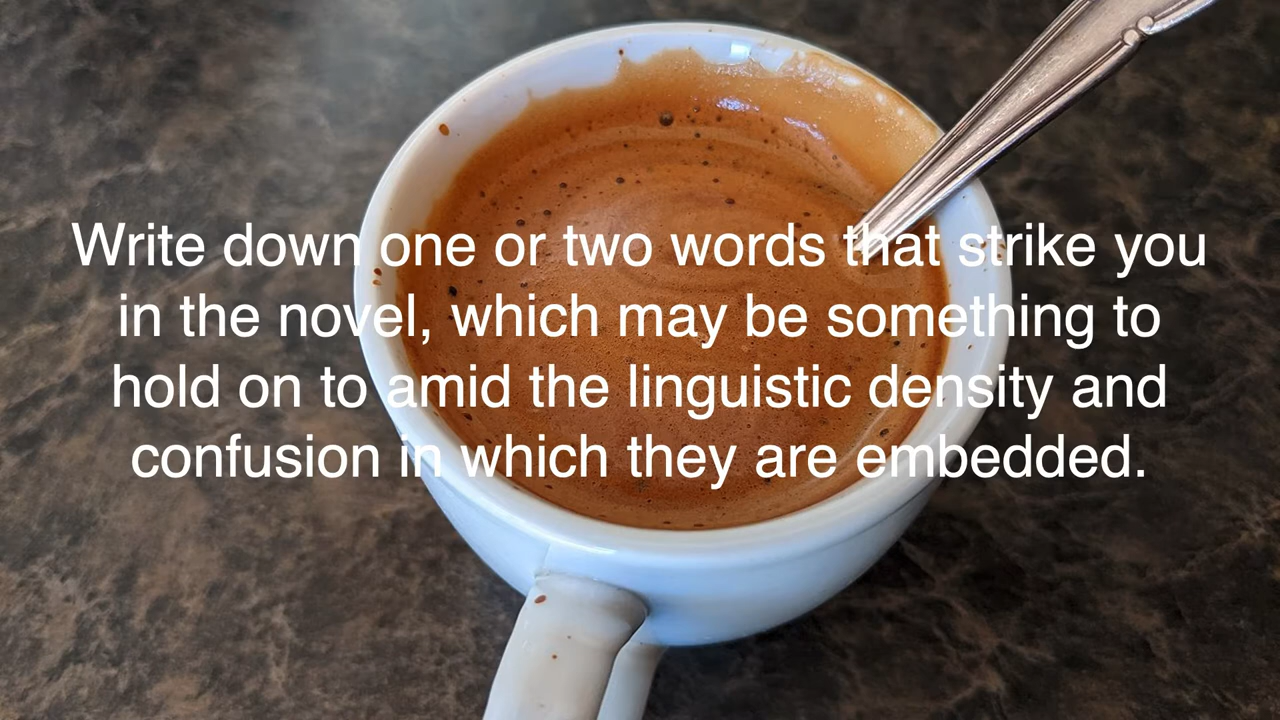 Write down one or two words that strike you
in the novel, which may be something to
hold on to amid the linguistic density and
confusion in which they are embedded.